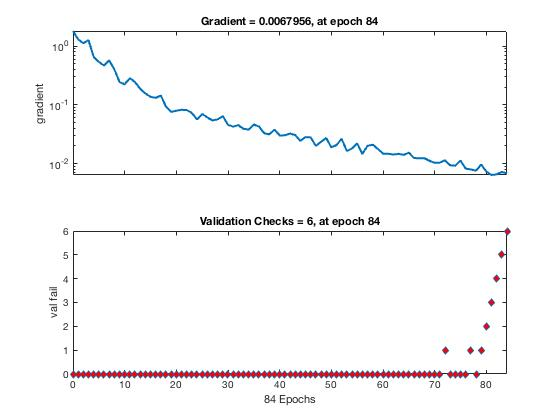 Gradient = 0.0067956, at epoch 84
10^0
10^-1
10^-2
gradient
Validation Checks = 6, at epoch 84
6
5
4
3
2
1
0
val fail
0 10 20 30 40 50 60 70 80
84 Epochs